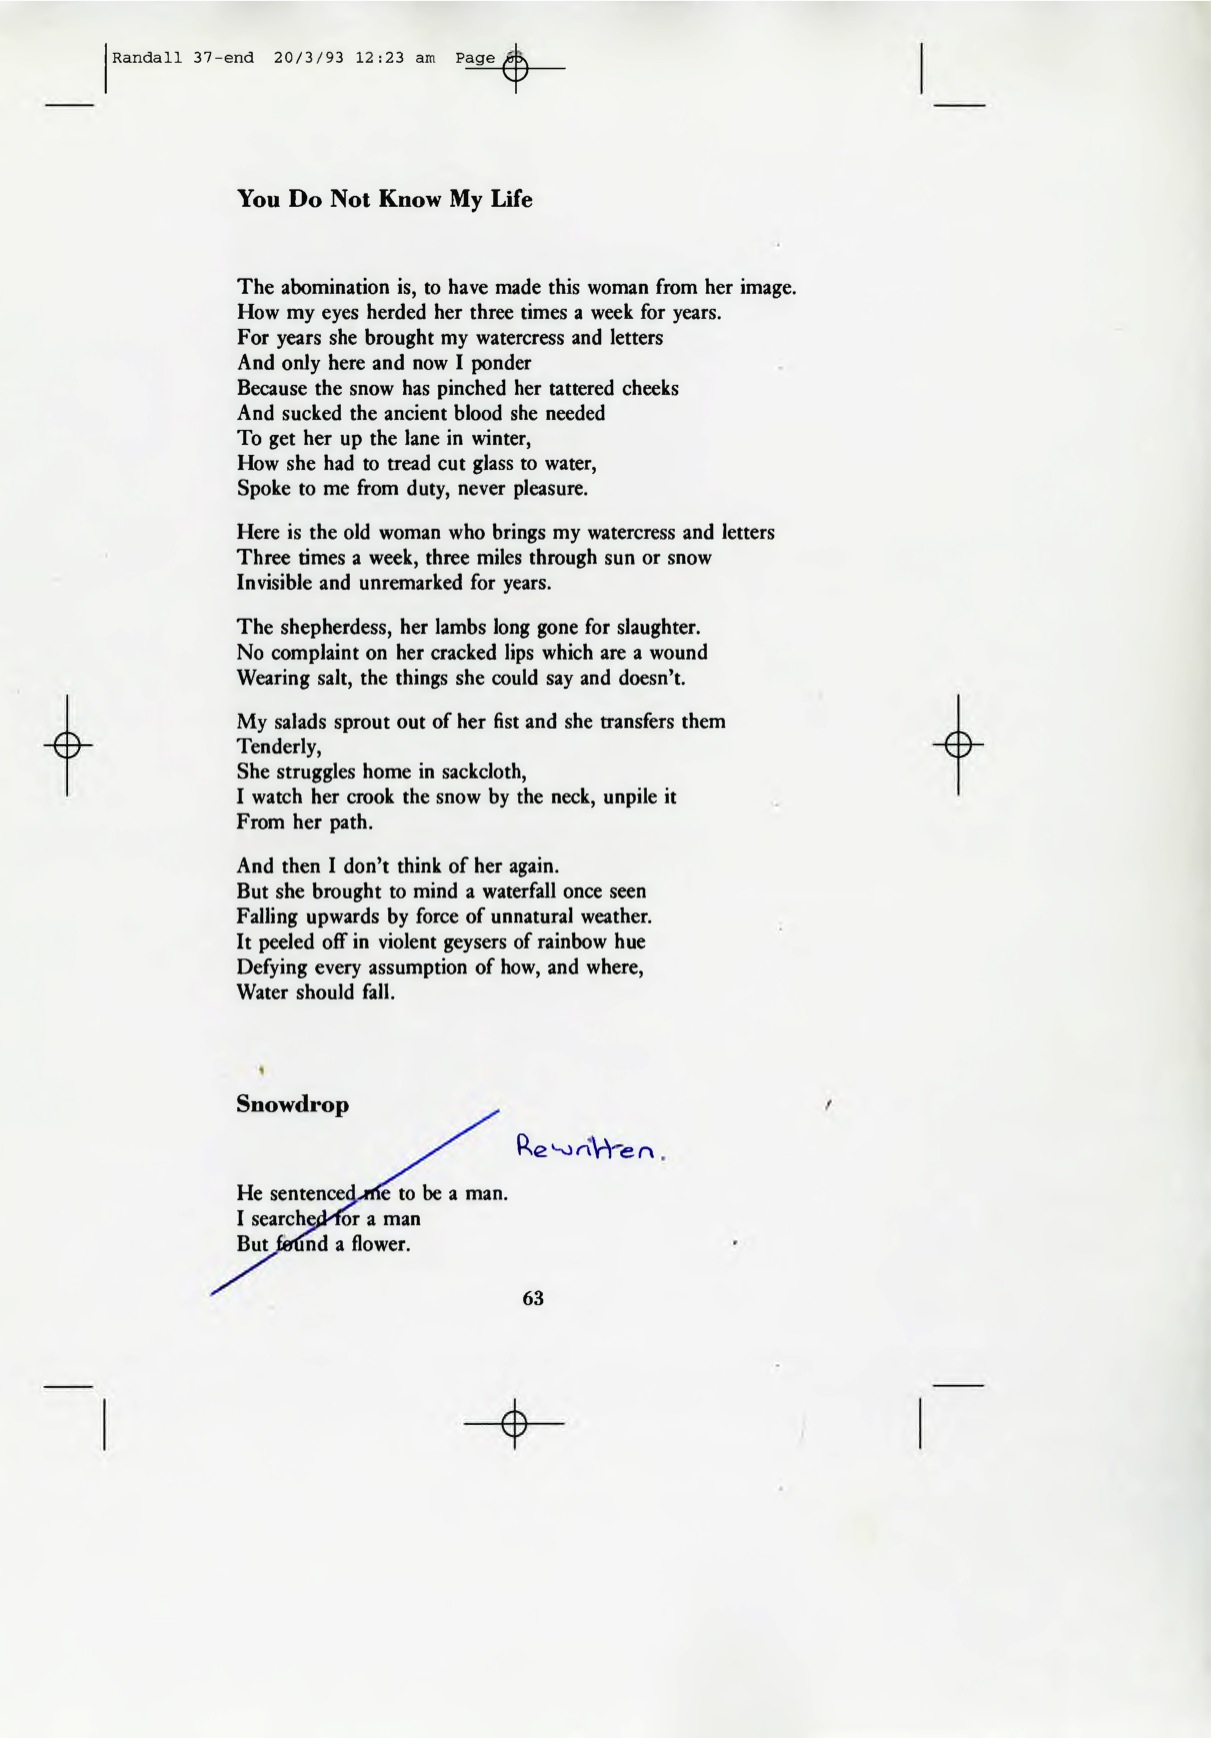 Randall 37-end 20/3/93 12:23 am Page
You Do Not Know My Life
The abomination is, to have made this woman from her image.
How my eyes herded her three times a week for years.
For years she brought my watercress and letters
And only here and now I ponder
Because the snow has pinched her tattered cheeks
And sucked the ancient blood she needed
To get her up the lane in winter,
How she had to tread cut glass to water,
Spoke to me from duty, never pleasure.
Here is the old woman who brings my watercress and letters
Three times a week, three miles through sun or snow
Invisible and unremarked for years.
The shepherdess, her lambs long gone for slaughter.
No complaint on her cracked lips which are a wound
Wearing salt, the things she could say and doesn't.
My salads sprout out of her fist and she transfers them
Tenderly,
She struggles home in sackcloth,
I watch her crook the snow by the neck, unpile it
From her path.
And then I don't think of her again.
But she brought to mind a waterfall once seen
Falling upwards by force of unnatural weather.
It peeled off in violent geysers of rainbow hue
Defying every assumption of how, and where,
Water should fall.
Snowdrop
Rewritten.
He sentenced me to be a man.
I searched for a man
But found a flower.
63